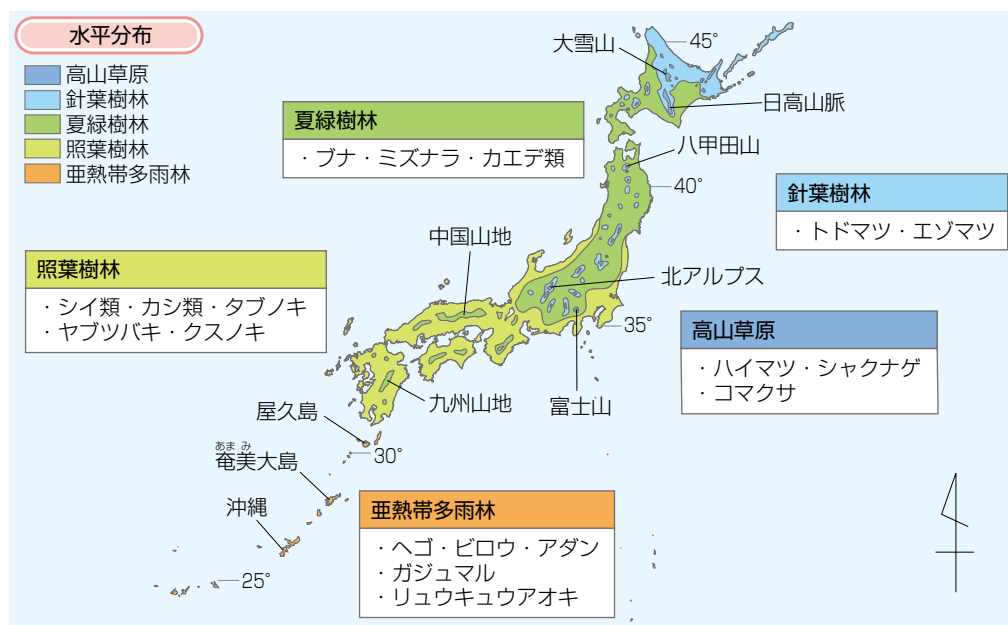 水平分布
高山草原
針葉樹林
夏緑樹林
照葉樹林
亜熱帯多雨林
大雪山
45°
日高山脈
夏緑樹林
・ブナ・ミズナラ・カエデ類
八甲田山
40°
針葉樹林
・トドマツ・エゾマツ
中国山地
照葉樹林
・シイ類・カシ類・タブノキ
・ヤブツバキ・クスノキ
北アルプス
35°
高山草原
・ハイマツ・シャクナゲ
・コマクサ
屋久島
九州山地
富士山
30°
あまみ
奄美大島
沖縄
25°
亜熱帯多雨林
・ヘゴ・ビロウ・アダン
・ガジュマル
・リュウキュウアオキ